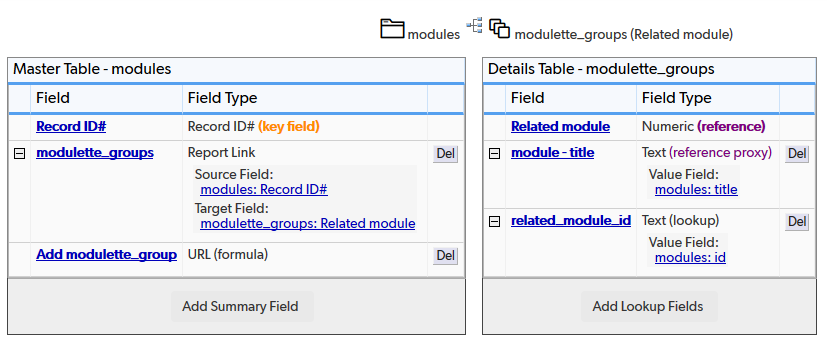 modules modulette_groups (Related module)
Master Table - modules
Field Field Type
Record ID# Record ID# (key field)
modulette_groups Report Link Del
Source Field:
modules: Record ID#
Target Field:
modulette_groups: Related module
Add modulette_group URL (formula) Del
Add Summary Field
Details Table - modulette_groups
Field Field Type
Related module Numeric (reference)
module - title Text (reference proxy) Del
Value Field:
modules: title
related_module_id Text (lookup) Del
Value Field:
modules: id
Add Lookup Fields